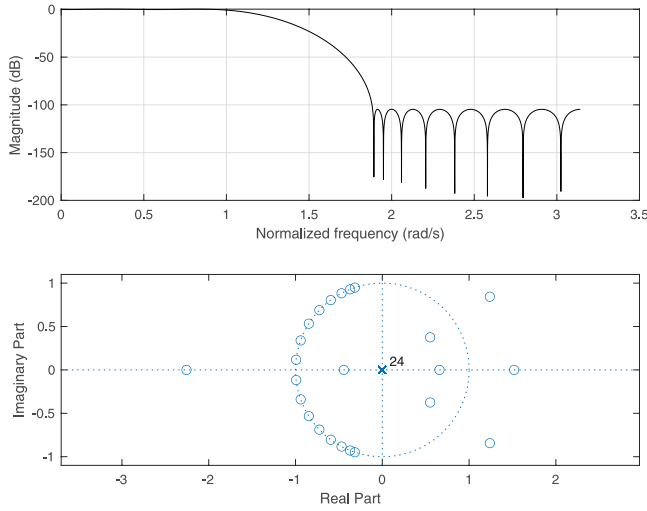 0
-50
-100
-150
-200
Magnitude (dB)
0 0.5 1 1.5 2 2.5 3 3.5
Normalized frequency (rad/s)
1
0.5
0
-0.5
-1
Imaginary Part
24
-3 -2 -1 0 1 2
Real Part